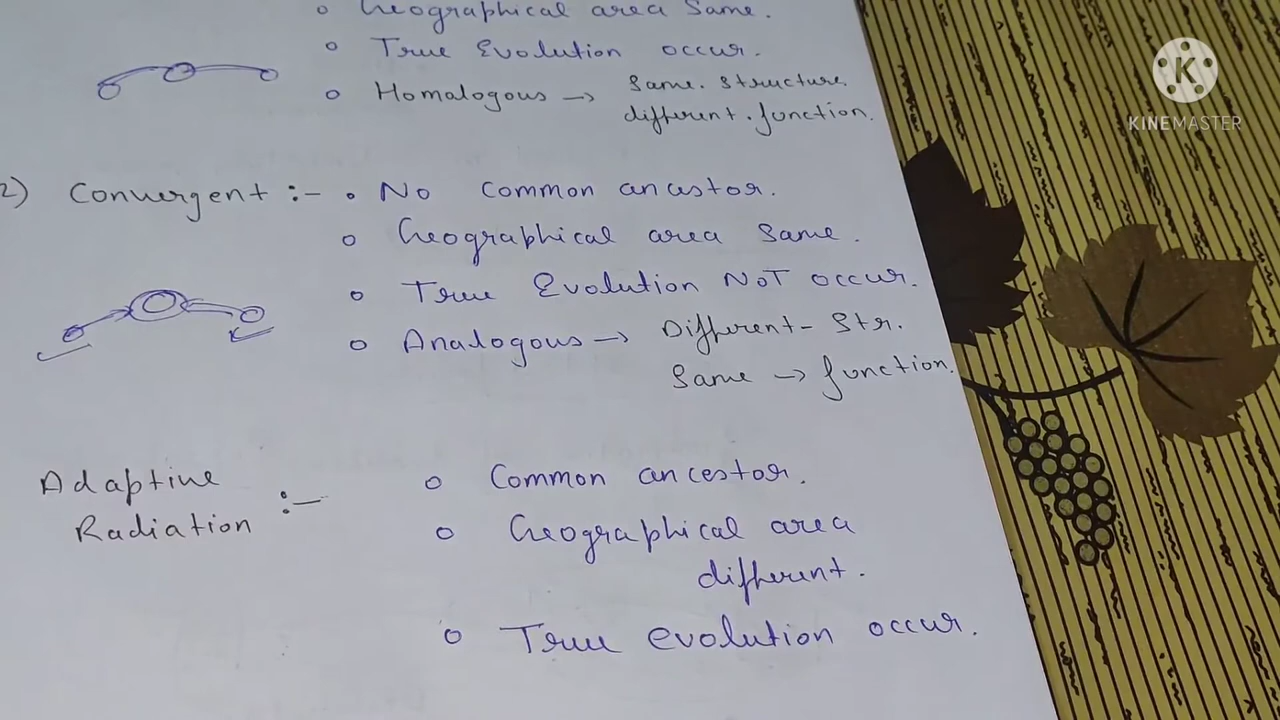 Geographical area Same.
True Evolution occur.
Homalogous → Same. Structure
different. function.
2) Convergent :- No Common ancestor.
Geographical area Same.
True Evolution NOT occur.
Analogous → Different- Str.
Same → function.
Adaptive
Radiation :-
Common ancestor.
Geographical area
different.
True evolution occur.
KINEMASTER